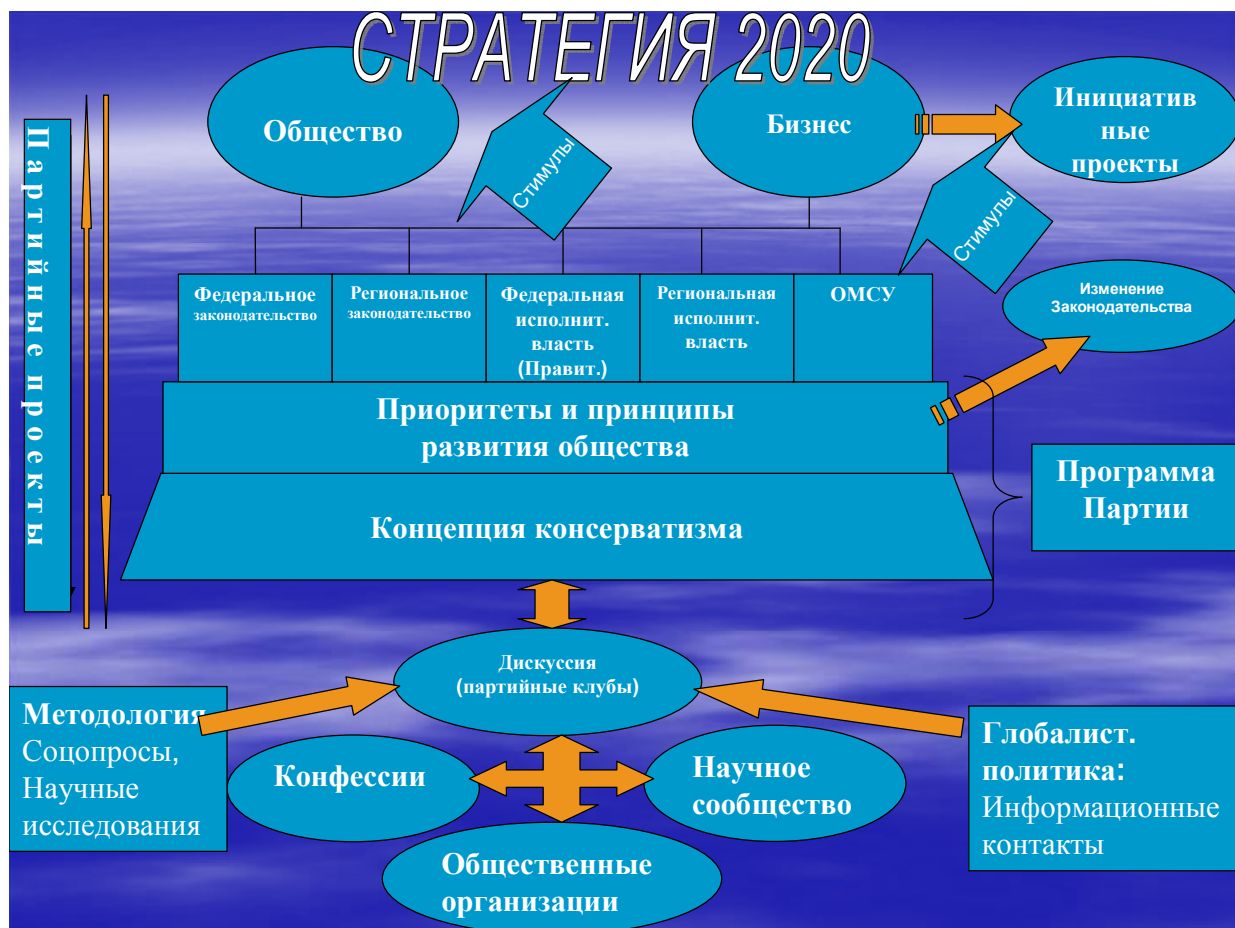 СТРАТЕГИЯ 2020
Общество
Бизнес
Инициатив
ные
проекты
Стимулы
Стимулы
Партийные проекты
Федеральное
законодательство
Региональное
законодательство
Федеральная
исполнит.
власть
(Правит.)
Региональная
исполнит.
власть
ОМСУ
Изменение
Законодательства
Приоритеты и принципы
развития общества
Концепция консерватизма
Программа
Партии
Дискуссия
(партийные клубы)
Методология
Соцопросы,
Научные
исследования
Конфессии
Научное
сообщество
Глобалист.
политика:
Информационные
контакты
Общественные
организации